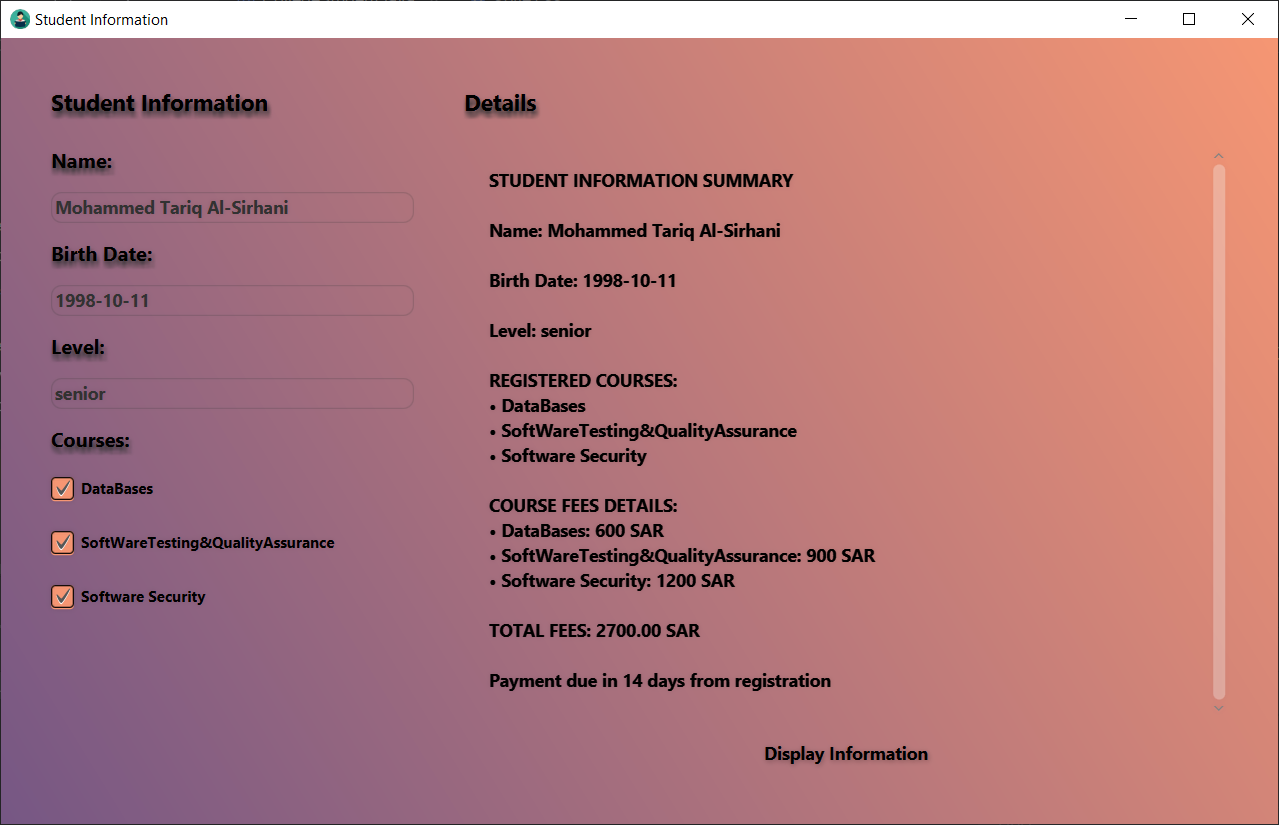 Student Information
Student Information
Name:
Mohammed Tariq Al-Sirhani
Birth Date:
1998-10-11
Level:
senior
Courses:
DataBases
SoftWareTesting&QualityAssurance
Software Security
Details
STUDENT INFORMATION SUMMARY
Name: Mohammed Tariq Al-Sirhani
Birth Date: 1998-10-11
Level: senior
REGISTERED COURSES:
• DataBases
• SoftWareTesting&QualityAssurance
• Software Security
COURSE FEES DETAILS:
• DataBases: 600 SAR
• SoftWareTesting&QualityAssurance: 900 SAR
• Software Security: 1200 SAR
TOTAL FEES: 2700.00 SAR
Payment due in 14 days from registration
Display Information